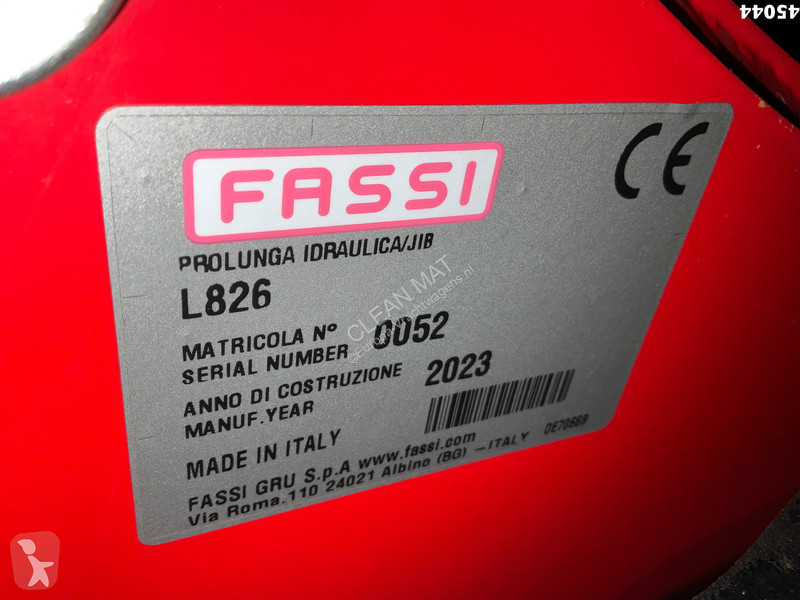 45044
FASSI
CE
PROLUNGA IDRAULICA/JIB
L826
MATRICOLA N°
SERIAL NUMBER 0052
ANNO DI COSTRUZIONE
MANUF.YEAR 2023
MADE IN ITALY
DE70669
FASSI GRU S.p.A www.fassi.com
Via Roma.110 24021 Albino (BG) -ITALY
CLEAN MAT